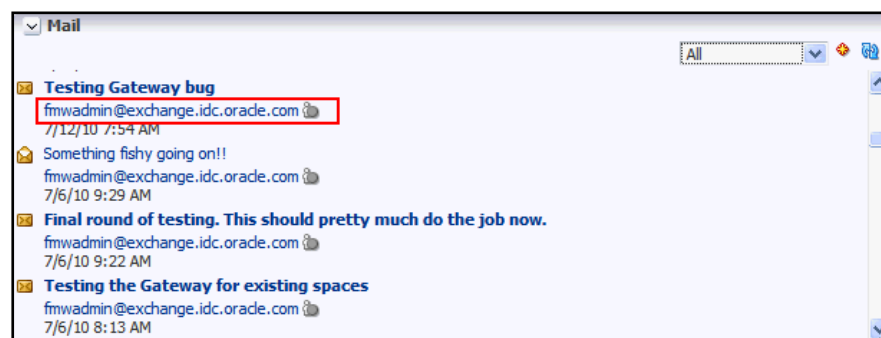 Mail
All
Testing Gateway bug
fmwadmin@exchange.idc.oracle.com
7/12/10 7:54 AM
Something fishy going on!!
fmwadmin@exchange.idc.oracle.com
7/6/10 9:29 AM
Final round of testing. This should pretty much do the job now.
fmwadmin@exchange.idc.oracle.com
7/6/10 9:22 AM
Testing the Gateway for existing spaces
fmwadmin@exchange.idc.oracle.com
7/6/10 8:13 AM